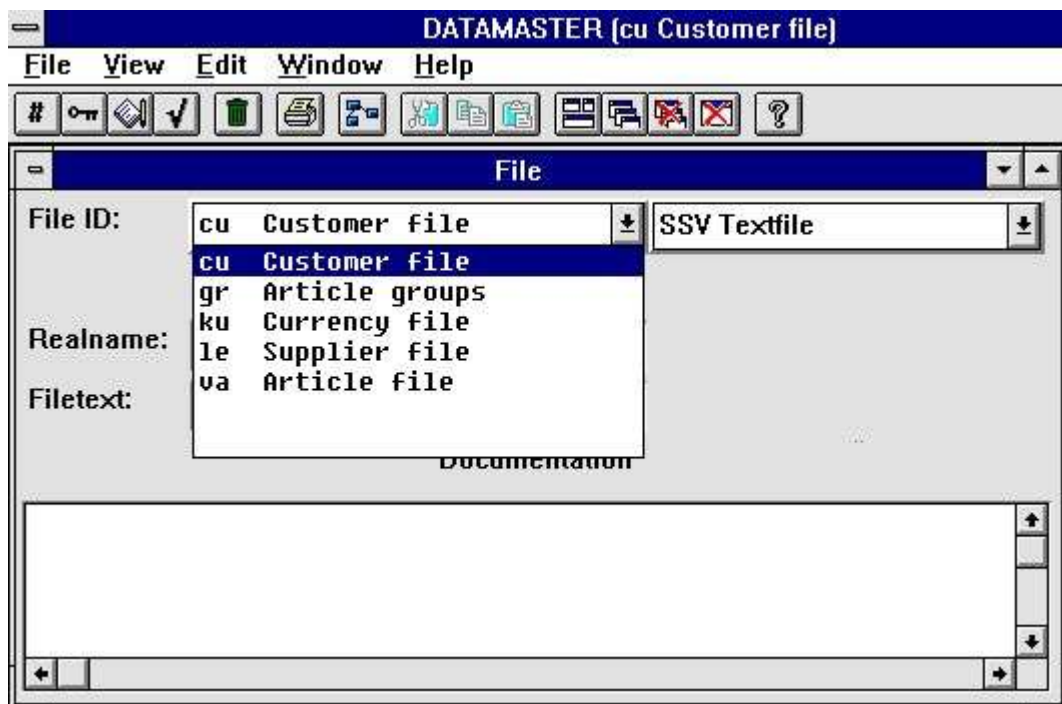 DATAMASTER (cu Customer file)
File View Edit Window Help
# ?
File
File ID: cu Customer file SSV Textfile
cu Customer file
gr Article groups
ku Currency file
le Supplier file
va Article file
Realname:
Filetext:
Documentation